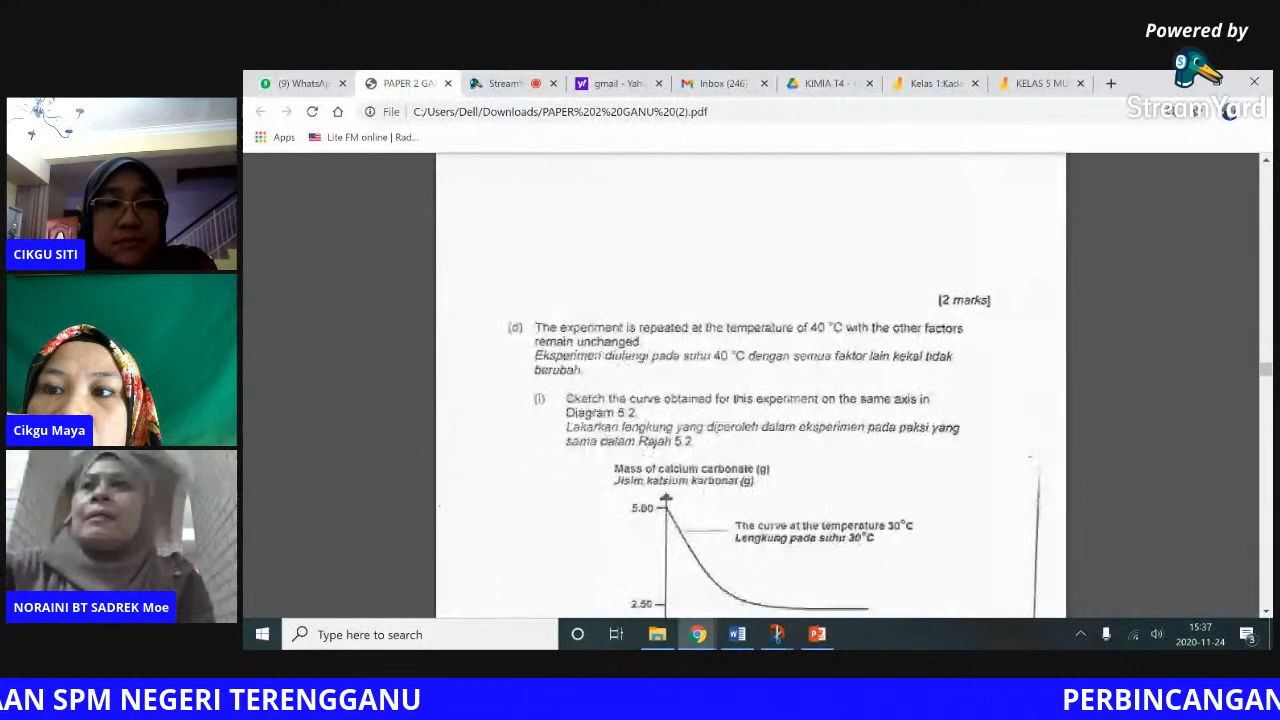 Powered by
StreamYard
(9) WhatsAp
PAPER 2 GA
Stream
gmail - Yah
Inbox (246)
KIMIA T4 -
Kelas 1:Kada
KELAS 5 MU
File
C:/Users/Dell/Downloads/PAPER%202%20GANU%20(2).pdf
Apps
Lite FM online | Rad...
[2 marks]
(d) The experiment is repeated at the temperature of 40 °C with the other factors
remain unchanged.
Eksperimen diulangi pada suhu 40 °C dengan semua faktor lain kekal tidak
berubah.
(i) Sketch the curve obtained for this experiment on the same axis in
Diagram 5.2.
Lakarkan lengkung yang diperoleh dalam eksperimen pada paksi yang
sama dalam Rajah 5.2.
Mass of calcium carbonate (g)
Jisim kalsium karbonat (g)
5.00
The curve at the temperature 30°C
Lengkung pada suhu 30°C
2.50
CIKGU SITI
Cikgu Maya
NORAINI BT SADREK Moe
Type here to search
15:37
2020-11-24
3
AAN SPM NEGERI TERENGGANU
PERBINCANGAN